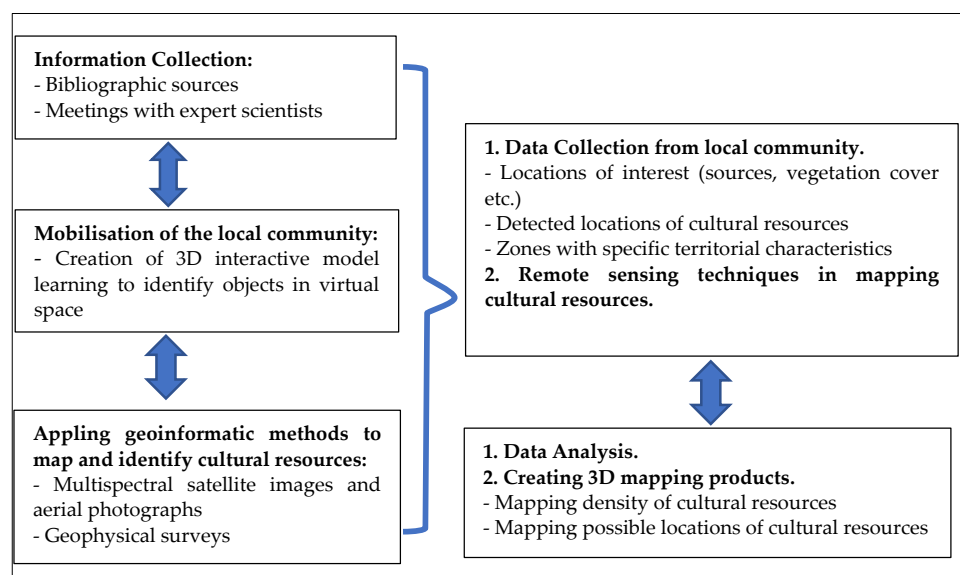 Information Collection:
- Bibliographic sources
- Meetings with expert scientists
Mobilisation of the local community:
- Creation of 3D interactive model
learning to identify objects in virtual
space
Appling geoinformatic methods to
map and identify cultural resources:
- Multispectral satellite images and
aerial photographs
- Geophysical surveys
1. Data Collection from local community.
- Locations of interest (sources, vegetation cover
etc.)
- Detected locations of cultural resources
- Zones with specific territorial characteristics
2. Remote sensing techniques in mapping
cultural resources.
1. Data Analysis.
2. Creating 3D mapping products.
- Mapping density of cultural resources
- Mapping possible locations of cultural resources